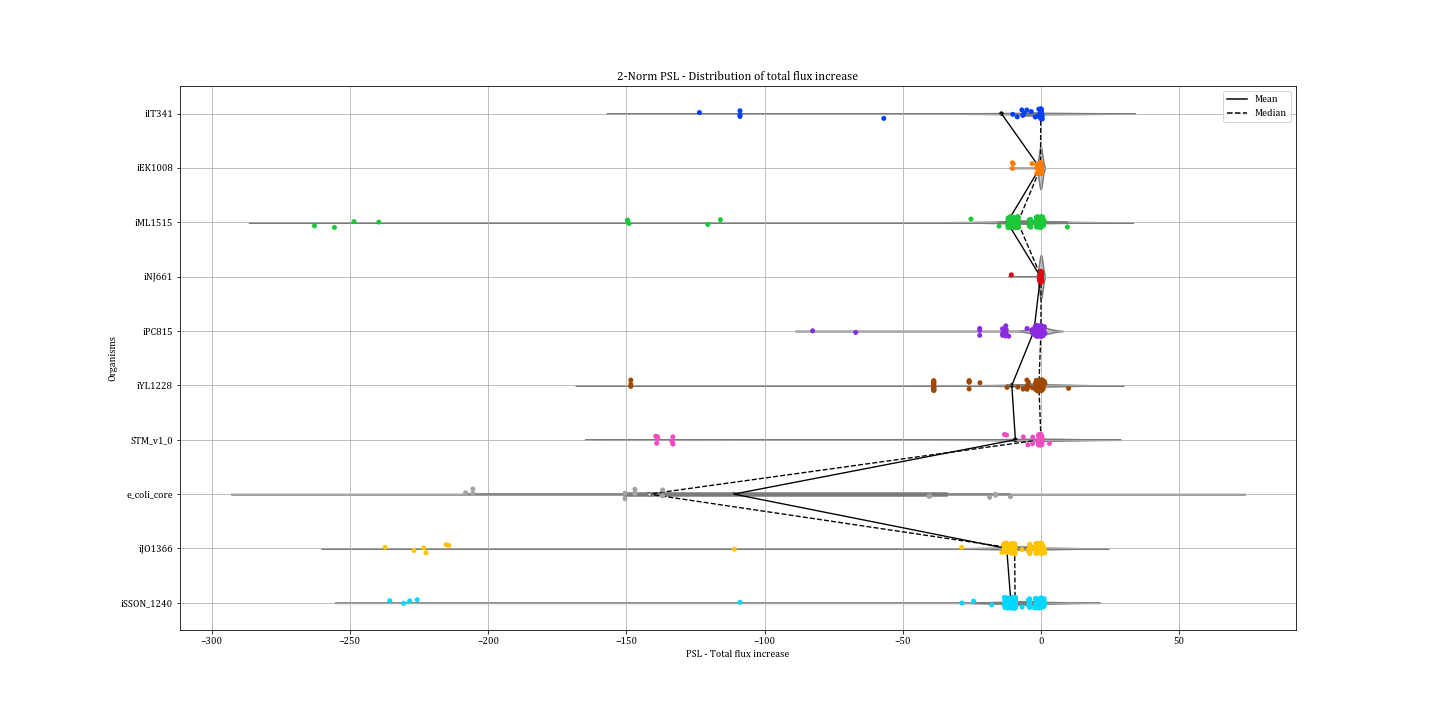 2-Norm PSL - Distribution of total flux increase
Mean
Median
Organisms
iIT341
iEK1008
iML1515
iNJ661
iPC815
iYL1228
STM_v1_0
e_coli_core
iJO1366
iSSON_1240
−300
−250
−200
−150
−100
−50
0
50
PSL - Total flux increase